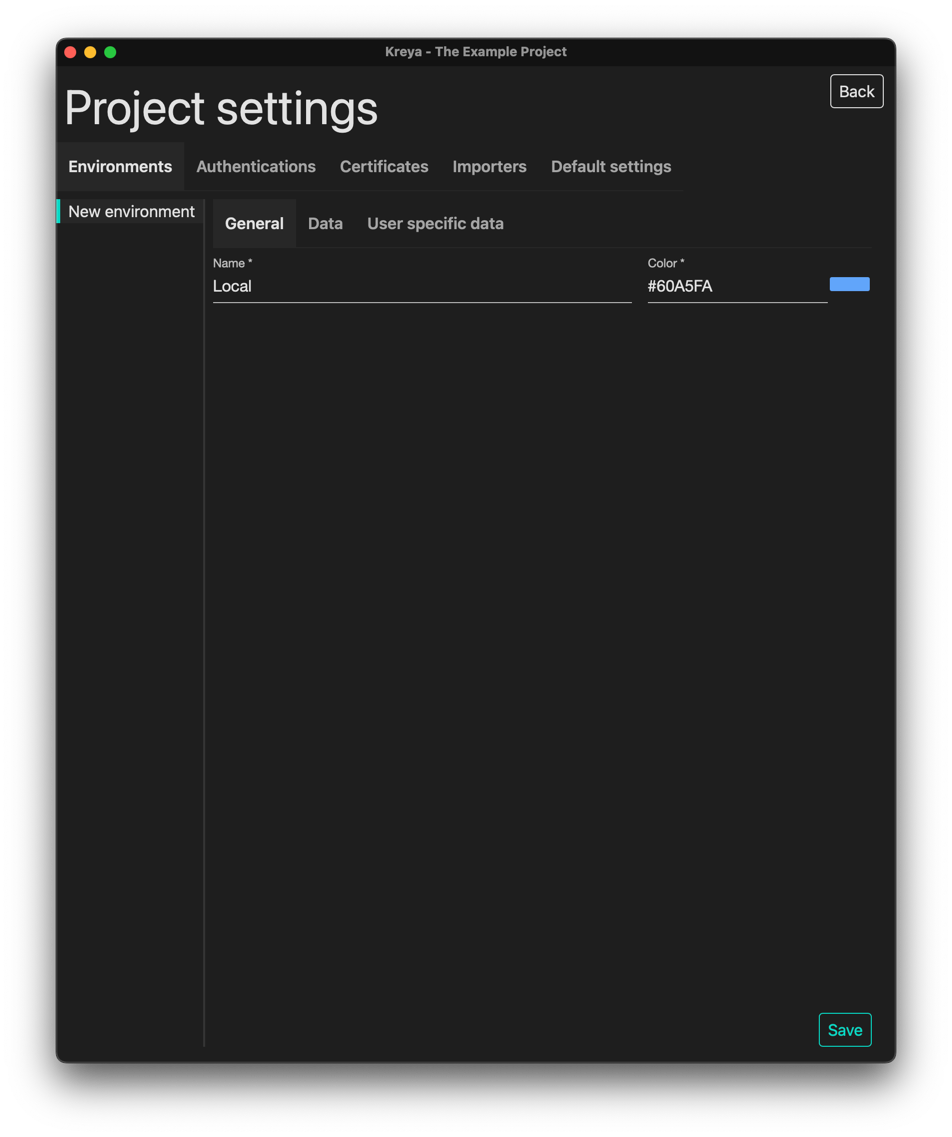 Kreya - The Example Project
Project settings
Back
Environments Authentications Certificates Importers Default settings
New environment
General Data User specific data
Name * Color *
Local #60A5FA
Save